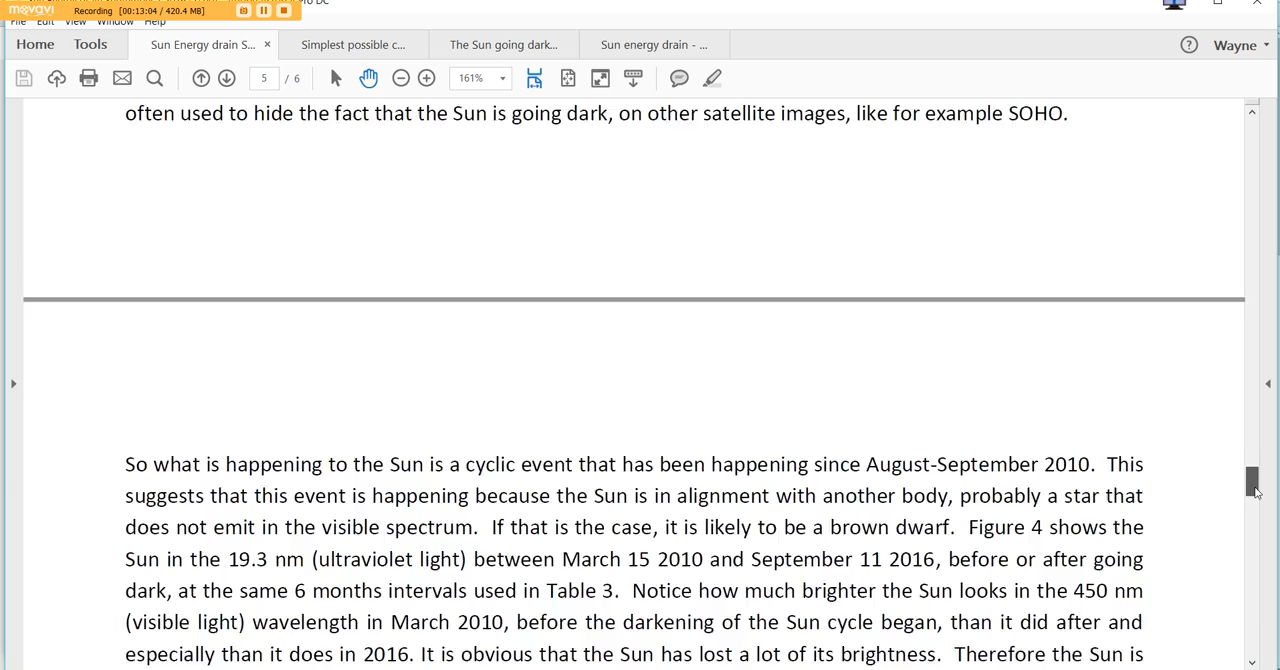 movavi Recording [00:13:04 / 420.4 MB]
File Edit View Window Help
Home Tools Sun Energy drain S... × Simplest possible c... The Sun going dark... Sun energy drain - ... Wayne
5 / 6 161%
often used to hide the fact that the Sun is going dark, on other satellite images, like for example SOHO.
So what is happening to the Sun is a cyclic event that has been happening since August-September 2010. This
suggests that this event is happening because the Sun is in alignment with another body, probably a star that
does not emit in the visible spectrum. If that is the case, it is likely to be a brown dwarf. Figure 4 shows the
Sun in the 19.3 nm (ultraviolet light) between March 15 2010 and September 11 2016, before or after going
dark, at the same 6 months intervals used in Table 3. Notice how much brighter the Sun looks in the 450 nm
(visible light) wavelength in March 2010, before the darkening of the Sun cycle began, than it did after and
especially than it does in 2016. It is obvious that the Sun has lost a lot of its brightness. Therefore the Sun is